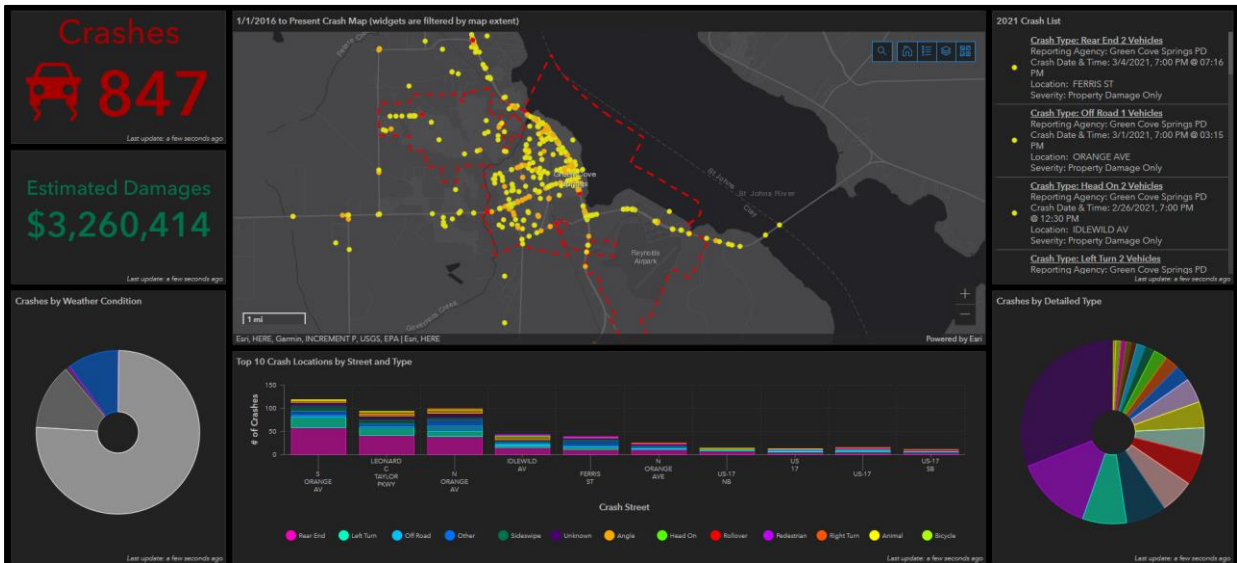 Crashes
847
Last update: a few seconds ago
Estimated Damages
$3,260,414
Last update: a few seconds ago
Crashes by Weather Condition
Last update: a few seconds ago
1/1/2016 to Present Crash Map (widgets are filtered by map extent)
St Johns
St Johns River
Clay
Reynolds
Airpark
1 mi
Esri, HERE, Garmin, INCREMENT P, USGS, EPA | Esri, HERE
Powered by Esri
Top 10 Crash Locations by Street and Type
# of Crashes
150
100
50
0
S
ORANGE
AV
LEONARD
C
TAYLOR
PKWY
N
ORANGE
AV
IDLEWILD
AV
FERRIS
ST
N
ORANGE
AVE
US-17
NB
US
17
US-17
US-17
SB
Crash Street
Rear End Left Turn Off Road Other Sideswipe Unknown Angle Head On Rollover Pedestrian Right Turn Animal Bicycle
Last update: a few seconds ago
2021 Crash List
Crash Type: Rear End 2 Vehicles
Reporting Agency: Green Cove Springs PD
Crash Date & Time: 3/4/2021, 7:00 PM @ 07:16
PM
Location: FERRIS ST
Severity: Property Damage Only
Crash Type: Off Road 1 Vehicles
Reporting Agency: Green Cove Springs PD
Crash Date & Time: 3/1/2021, 7:00 PM @ 03:15
PM
Location: ORANGE AVE
Severity: Property Damage Only
Crash Type: Head On 2 Vehicles
Reporting Agency: Green Cove Springs PD
Crash Date & Time: 2/26/2021, 7:00 PM
@ 12:30 PM
Location: IDLEWILD AV
Severity: Property Damage Only
Crash Type: Left Turn 2 Vehicles
Reporting Agency: Green Cove Springs PD
Last update: a few seconds ago
Crashes by Detailed Type
Last update: a few seconds ago